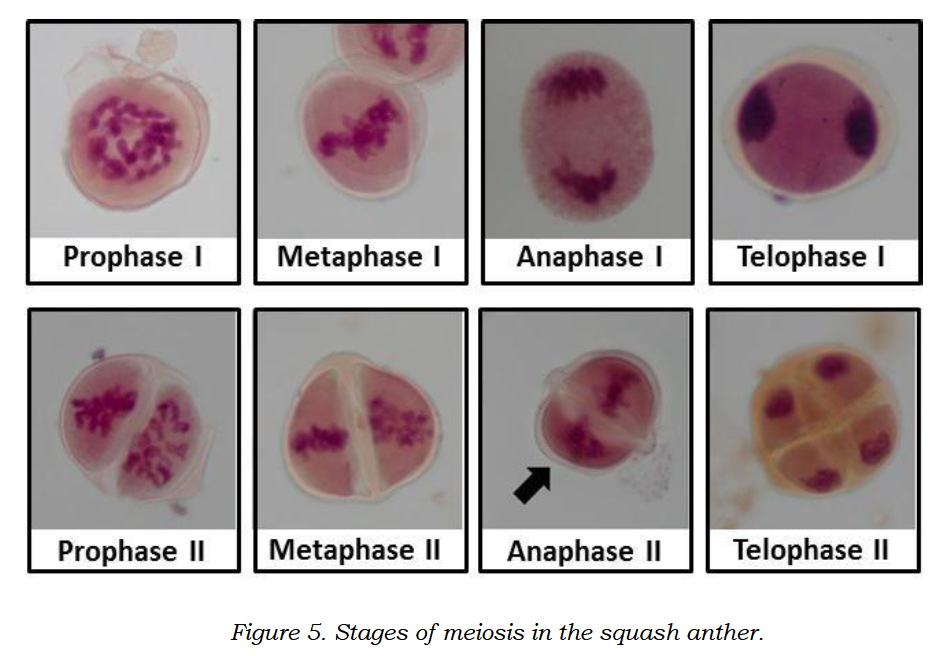 Prophase I
Metaphase I
Anaphase I
Telophase I
Prophase II
Metaphase II
Anaphase II
Telophase II
Figure 5. Stages of meiosis in the squash anther.